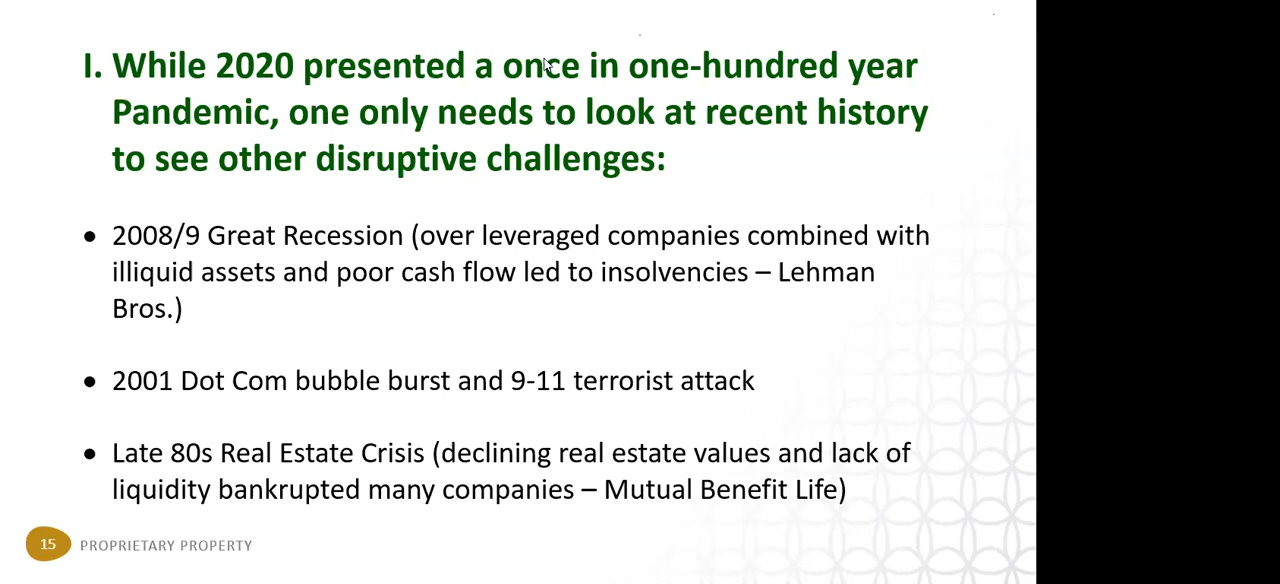 I. While 2020 presented a once in one-hundred year
Pandemic, one only needs to look at recent history
to see other disruptive challenges:
• 2008/9 Great Recession (over leveraged companies combined with
illiquid assets and poor cash flow led to insolvencies – Lehman
Bros.)
• 2001 Dot Com bubble burst and 9-11 terrorist attack
• Late 80s Real Estate Crisis (declining real estate values and lack of
liquidity bankrupted many companies – Mutual Benefit Life)
15 PROPRIETARY PROPERTY